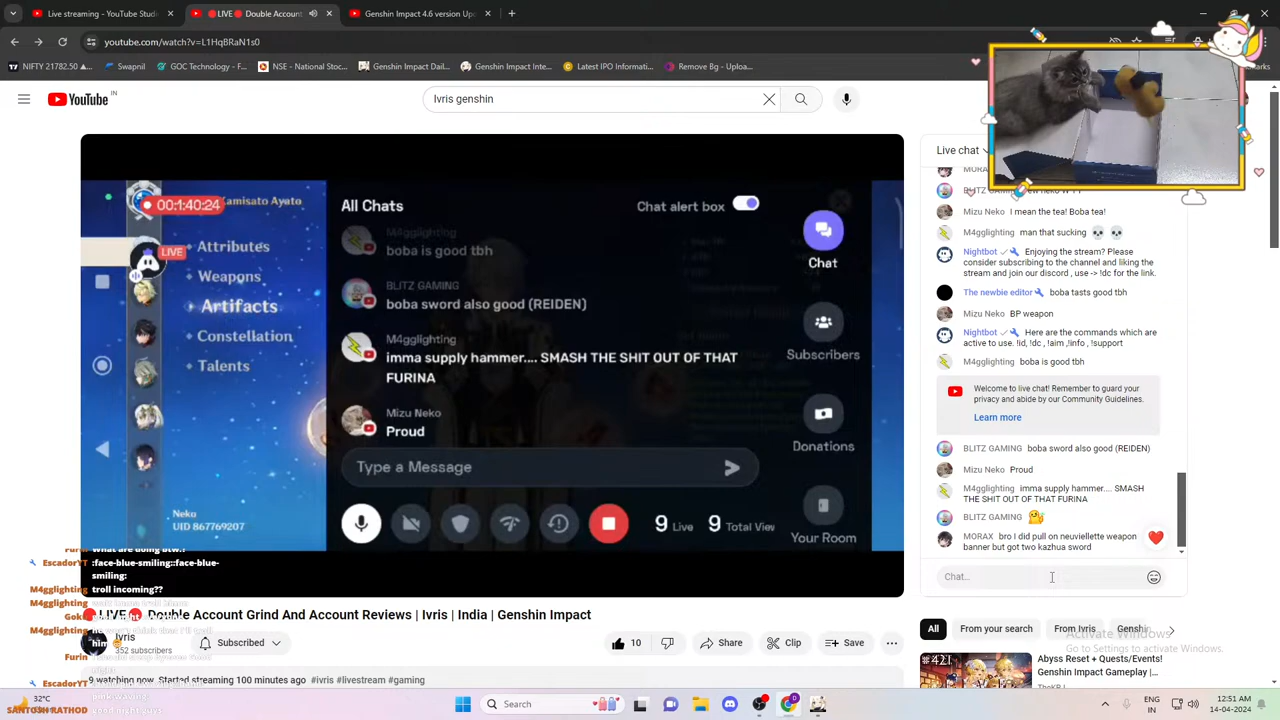 Live streaming - YouTube Stud
LIVE Double Account
Genshin Impact 4.6 version Up
youtube.com/watch?v=L1HqBRaN1s0
NIFTY 21782.50
Swapnil
GOC Technology - F...
NSE - National Stoc...
Genshin Impact Dail...
Genshin Impact Inte...
Latest IPO Informati...
Remove Bg - Uploa...
YouTube IN
Ivris genshin
00:1:40:24
Kamisato Ayato
LIVE
Attributes
Weapons
Artifacts
Constellation
Talents
Neko
UID 867769207
All Chats
Chat alert box
M4gglighting
boba is good tbh
BLITZ GAMING
boba sword also good (REIDEN)
M4gglighting
imma supply hammer.... SMASH THE SHIT OUT OF THAT
FURINA
Mizu Neko
Proud
Type a Message
9 Live 9 Total View
Chat
Subscribers
Donations
Your Room
Live chat
Mizu Neko I mean the tea! Boba tea!
M4gglighting man that sucking
Nightbot Enjoying the stream? Please
consider subscribing to the channel and liking the
stream and join our discord , use -> !dc for the link.
The newbie editor boba tasts good tbh
Mizu Neko BP weapon
Nightbot Here are the commands which are
active to use. !id, !dc , !aim ,!info , !support
M4gglighting boba is good tbh
Welcome to live chat! Remember to guard your
privacy and abide by our Community Guidelines.
Learn more
BLITZ GAMING boba sword also good (REIDEN)
Mizu Neko Proud
M4gglighting imma supply hammer.... SMASH
THE SHIT OUT OF THAT FURINA
BLITZ GAMING
MORAX bro I did pull on neuviellette weapon
banner but got two kazhua sword
Chat...
What are doing btw.?
EscadorYT :face-blue-smiling::face-blue-
smiling:
M4gglighting troll incoming??
M4gglighting
M4gglighting
EscadorYT
SANTOSH RATHOD
LIVE Double Account Grind And Account Reviews | Ivris | India | Genshin Impact
Ivris
352 subscribers
Subscribed
10
Share
Clip
Save
9 watching now Started streaming 100 minutes ago #ivris #livestream #gaming
All
From your search
From Ivris
Genshin
Activate Windows
Go to Settings to activate Windows.
#421
Abyss Reset + Quests/Events!
Genshin Impact Gameplay |...
32°C
Search
ENG
IN
12:51 AM
14-04-2024